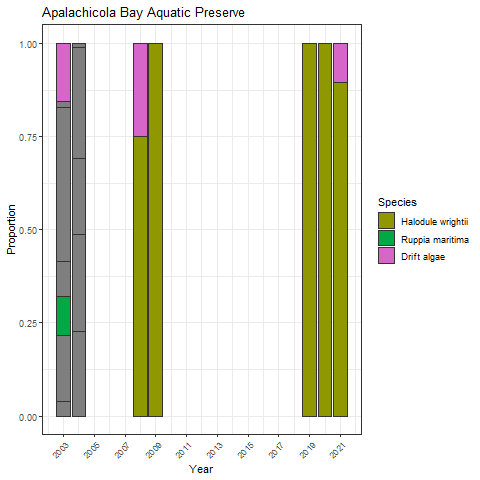 Apalachicola Bay Aquatic Preserve
1.00
0.75
0.50
0.25
0.00
Proportion
2003 2005 2007 2009 2011 2013 2015 2017 2019 2021
Year
Species
Halodule wrightii
Ruppia maritima
Drift algae